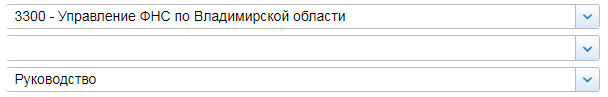 3300 - Управление ФНС по Владимирской области
Руководство